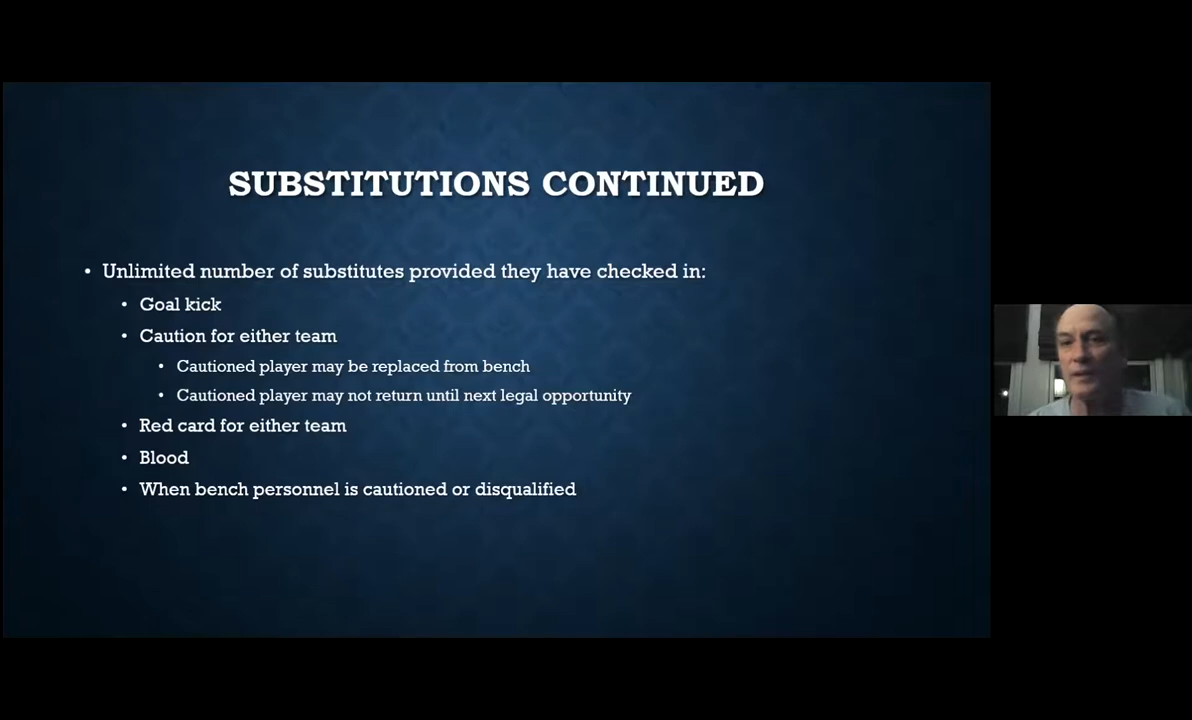 SUBSTITUTIONS CONTINUED
• Unlimited number of substitutes provided they have checked in:
• Goal kick
• Caution for either team
• Cautioned player may be replaced from bench
• Cautioned player may not return until next legal opportunity
• Red card for either team
• Blood
• When bench personnel is cautioned or disqualified